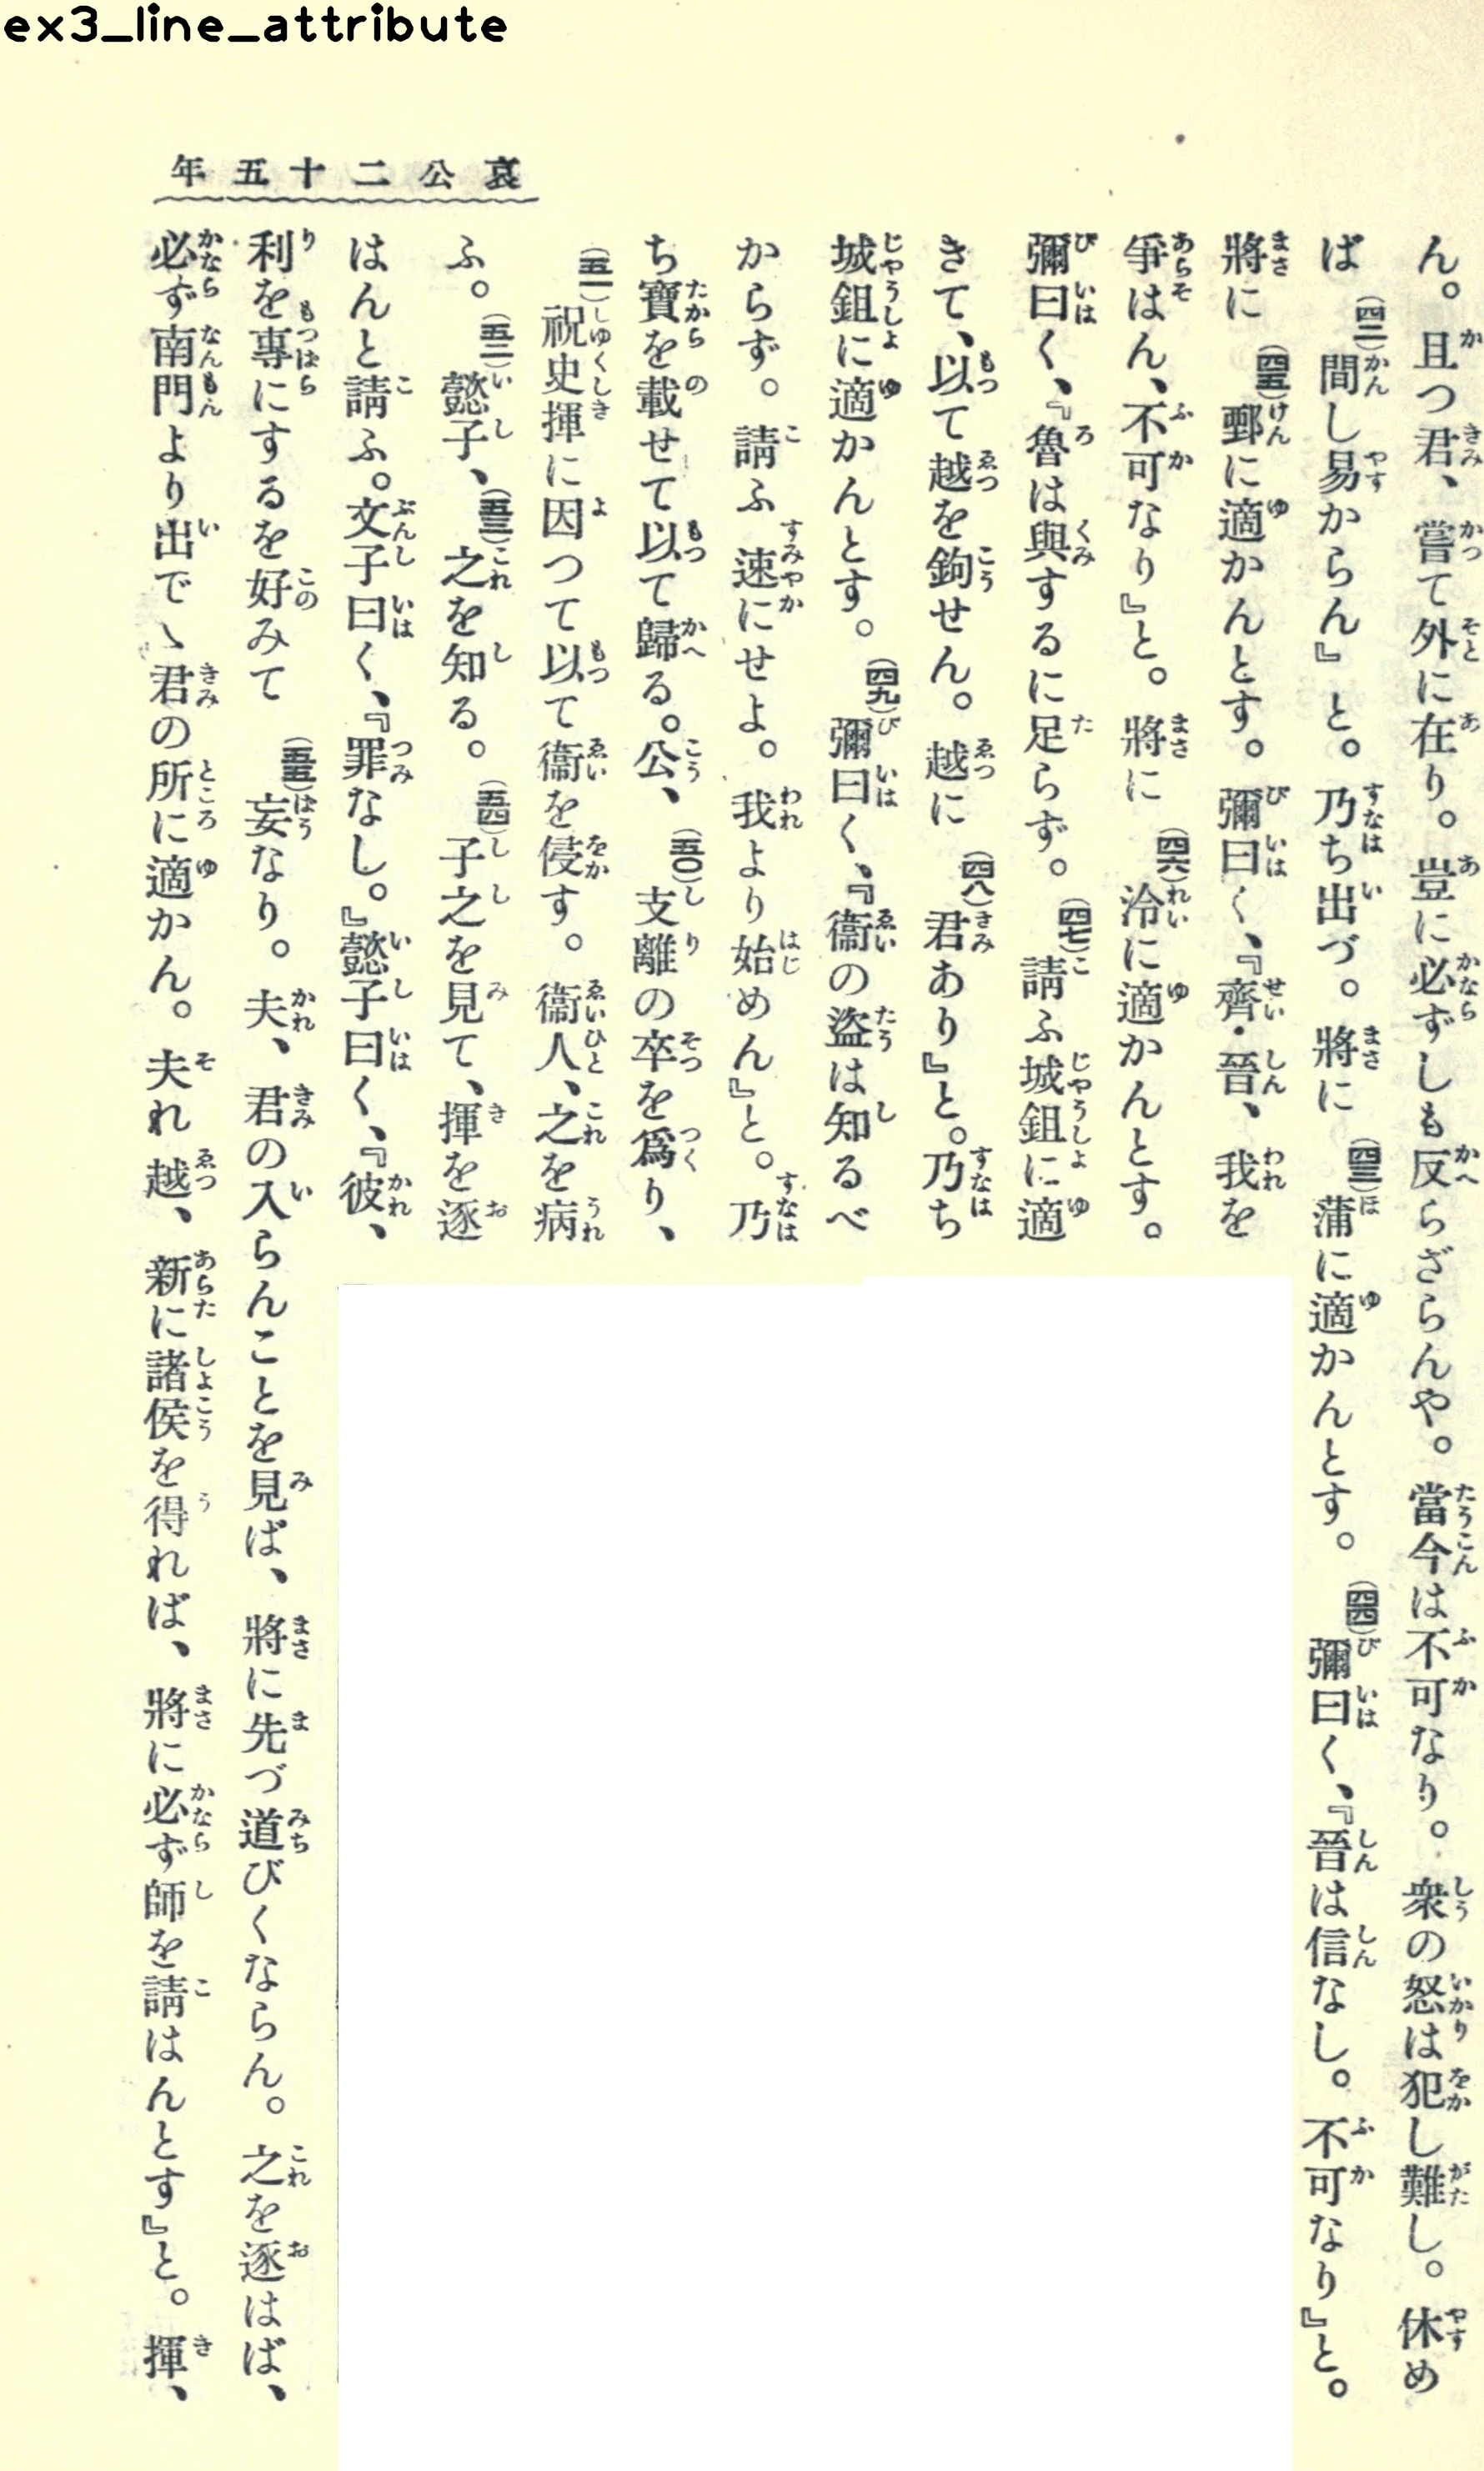 ex3_line_attribute
哀公二十五年
ん。且つ君、嘗て外に在り。豈に必ずしも反らざらんや。當今は不可なり。衆の怒は犯し難し。休め
ば(四二)間し易からん』と。乃ち出づ。將に(四三)蒲に適かんとす。(四四)彌曰く、『晉は信なし。不可なり』と。
將に(四五)鄄に適かんとす。彌曰く、『齊・晉、我を
爭はん、不可なり』と。將に(四六)泠に適かんとす。
彌曰く、『魯は與するに足らず。(四七)請ふ城鉏に適
きて、以て越を鉤せん。越に(四八)君あり』と。乃ち
城鉏に適かんとす。(四九)彌曰く、『衞の盜は知るべ
からず。請ふ速にせよ。我より始めん』と。乃
ち寶を載せて以て歸る。公、(五〇)支離の卒を爲り、
(五一)祝史揮に因つて以て衞を侵す。衞人、之を病
ふ。(五二)懿子、(五三)之を知る。(五四)子之を見て、揮を逐
はんと請ふ。文子曰く、『罪なし。』懿子曰く、『彼、
利を專にするを好みて(五五)妄なり。夫、君の入らんことを見ば、將に先づ道びくならん。之を逐はば、
必ず南門より出でゝ君の所に適かん。夫れ越、新に諸侯を得れば、將に必ず師を請はんとす』と。揮、